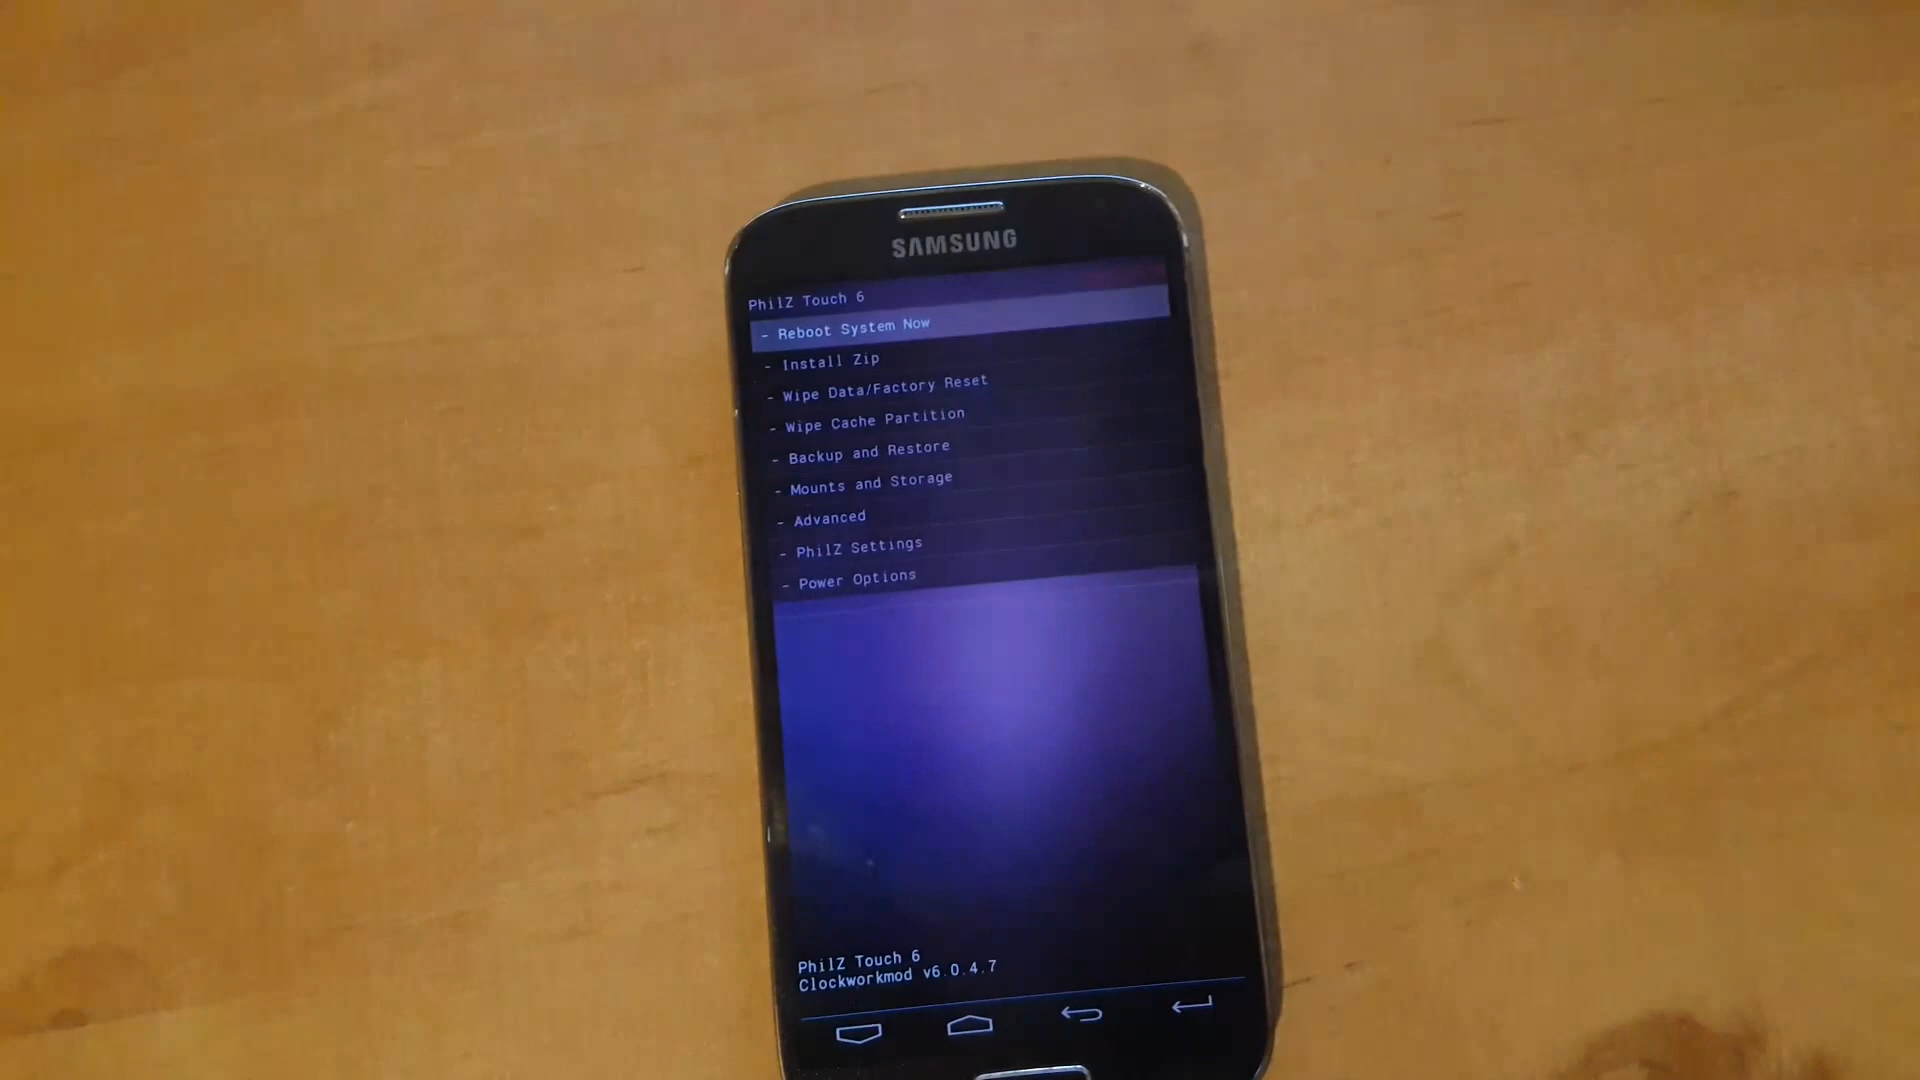 SAMSUNG
PhilZ Touch 6
- Reboot System Now
- Install Zip
- Wipe Data/Factory Reset
- Wipe Cache Partition
- Backup and Restore
- Mounts and Storage
- Advanced
- PhilZ Settings
- Power Options
PhilZ Touch 6
Clockworkmod v6.0.4.7